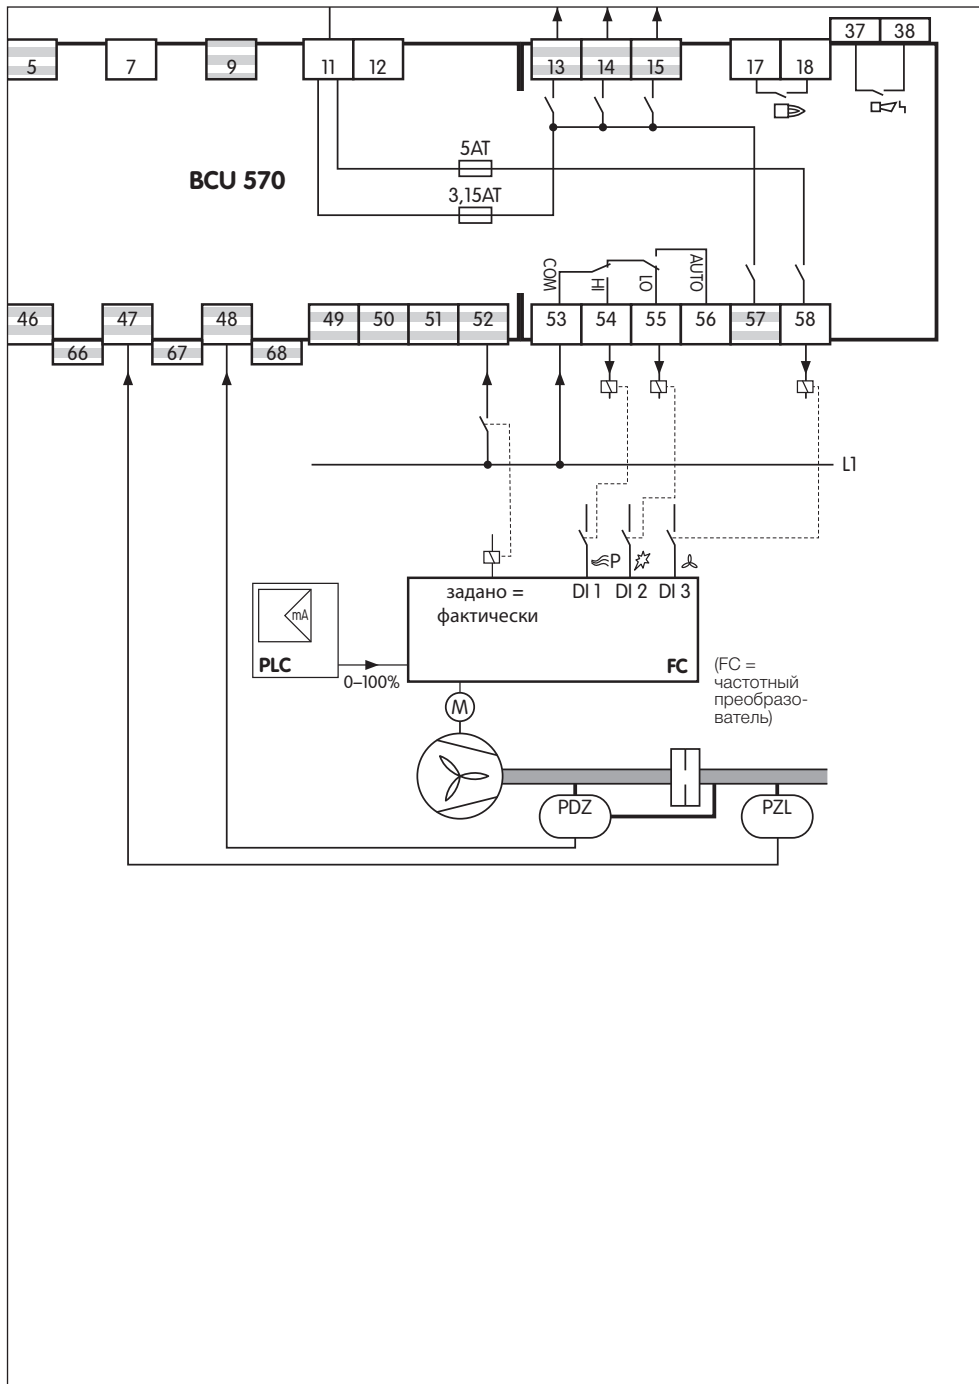 37 38
5 7 9 11 12 13 14 15 17 18
5AT
BCU 570
3,15AT
COM HI LO AUTO
46 47 48 49 50 51 52 53 54 55 56 57 58
66 67 68
L1
P
задано = DI 1 DI 2 DI 3
фактически
mA
PLC
FC
0–100%
(FC =
частотный
преобразо-
ватель)
M
PDZ PZL